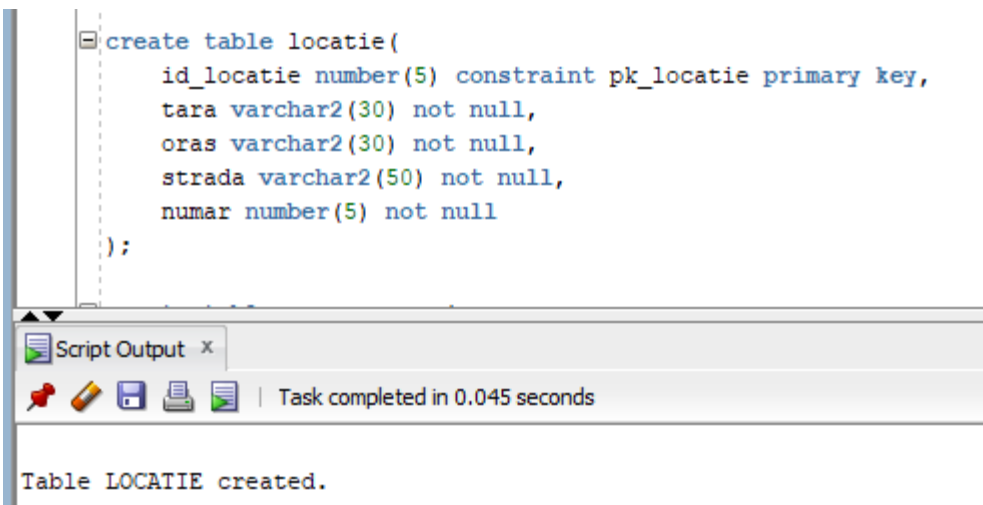 create table locatie(
id_locatie number(5) constraint pk_locatie primary key,
tara varchar2(30) not null,
oras varchar2(30) not null,
strada varchar2(50) not null,
numar number(5) not null
);
Script Output x
Task completed in 0.045 seconds
Table LOCATIE created.